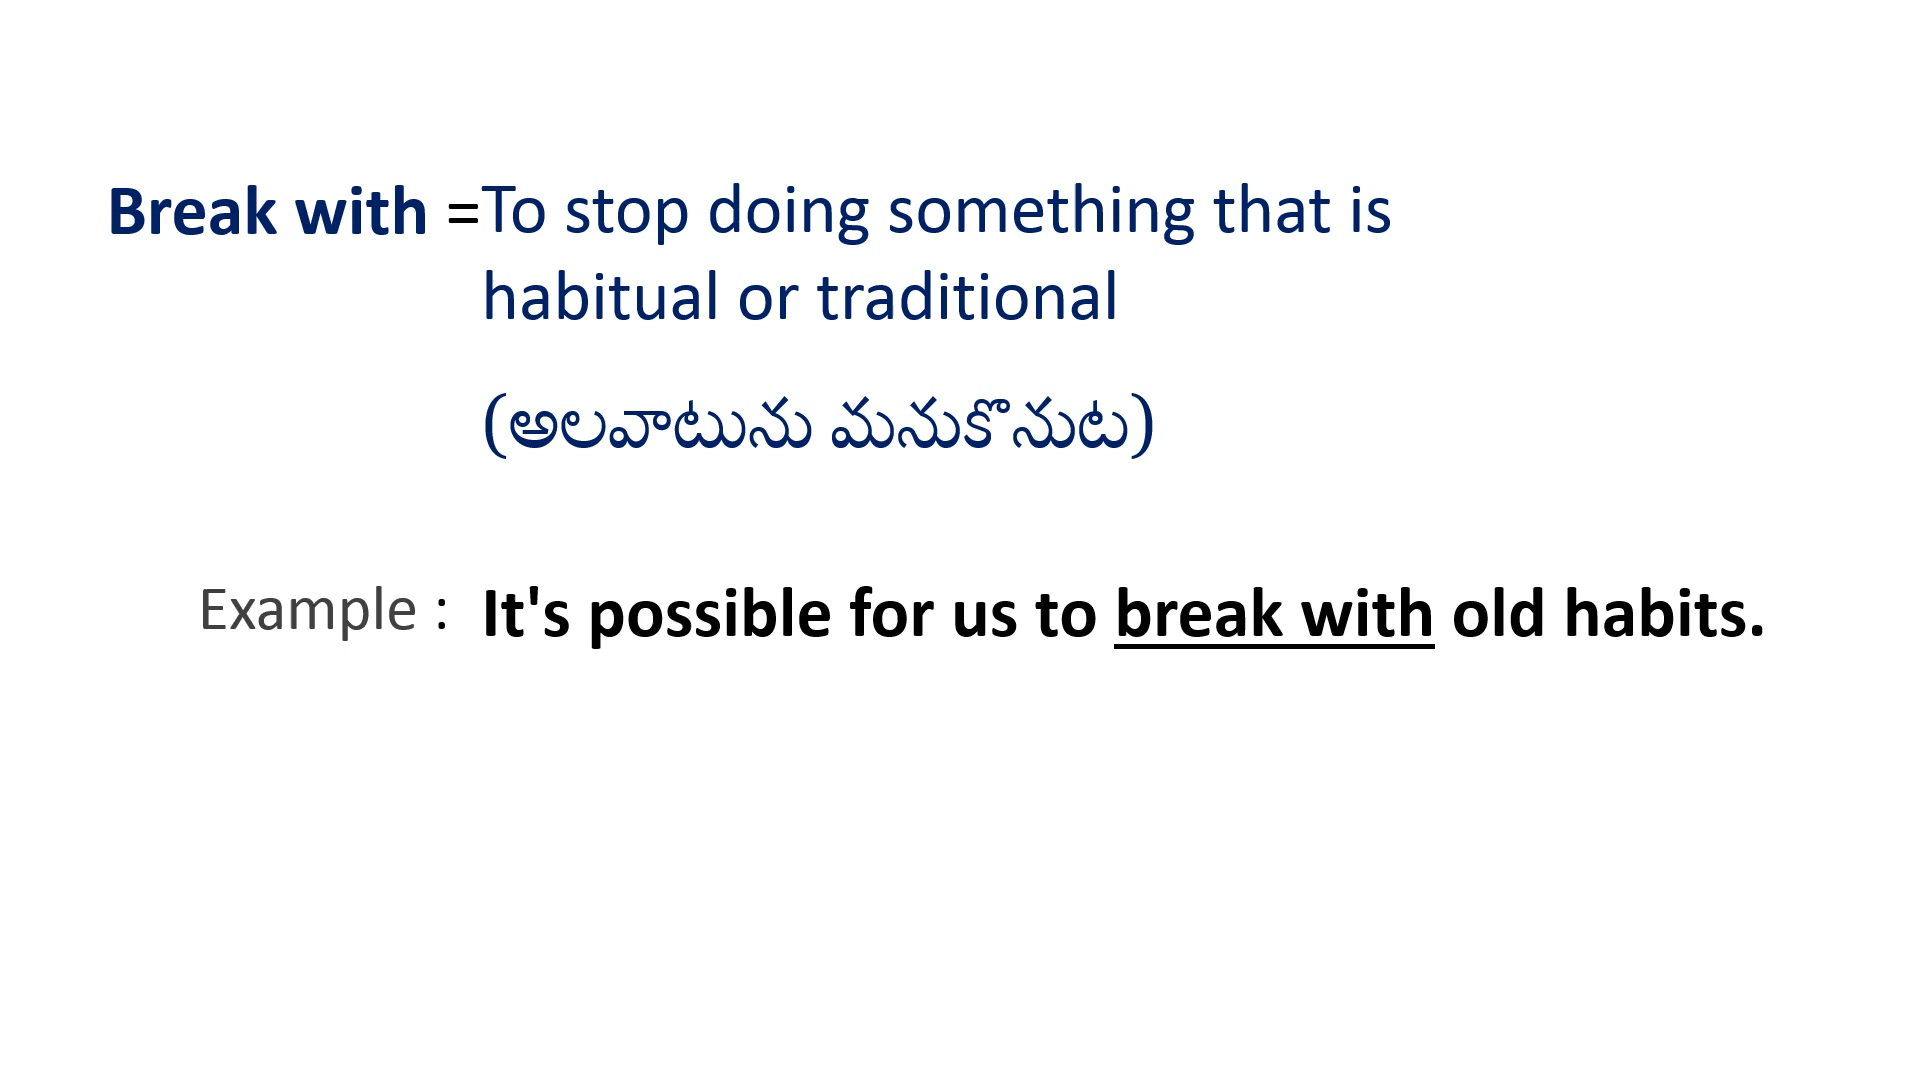 Break with =To stop doing something that is
habitual or traditional
(అలవాటును మనుకొనుట)
Example : It's possible for us to break with old habits.